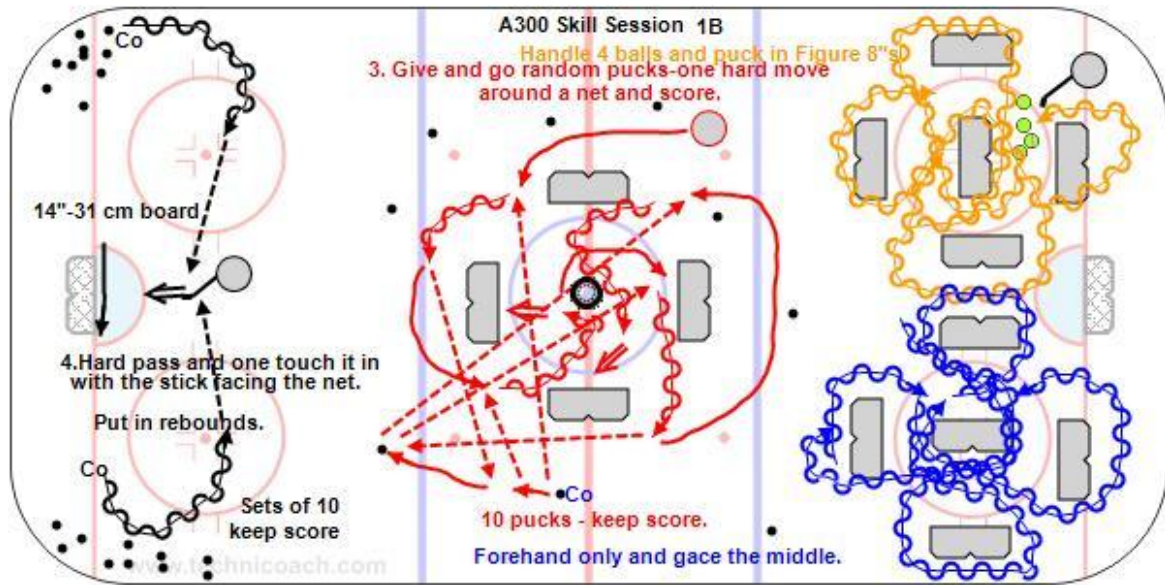 A300 Skill Session 1B
Co
Handle 4 balls and puck in Figure 8"s
3. Give and go random pucks-one hard move
around a net and score.
14"-31 cm board
4.Hard pass and one touch it in
with the stick facing the net.
Put in rebounds.
Co
Sets of 10
keep score
Co
10 pucks - keep score.
Forehand only and gace the middle.
www.technicoach.com